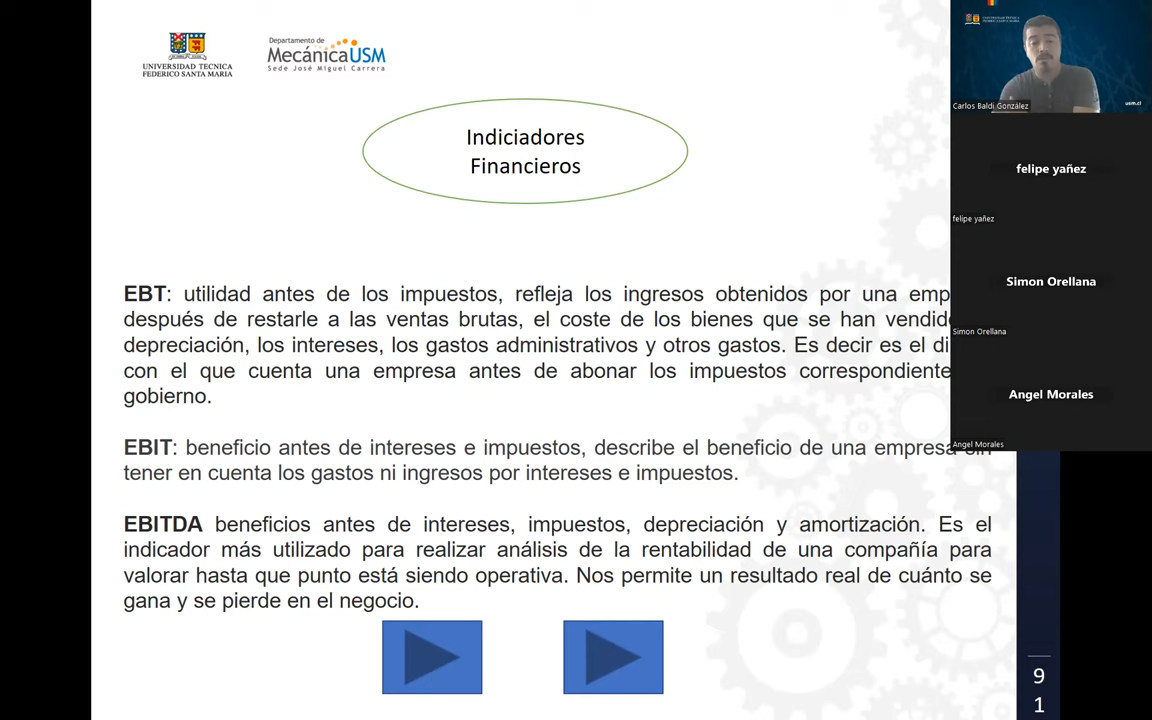 UNIVERSIDAD TECNICA
FEDERICO SANTA MARIA
Departamento de
MecánicaUSM
Sede José Miguel Carrera
Indiciadores
Financieros
EBT: utilidad antes de los impuestos, refleja los ingresos obtenidos por una emp
después de restarle a las ventas brutas, el coste de los bienes que se han vendid
depreciación, los intereses, los gastos administrativos y otros gastos. Es decir es el di
con el que cuenta una empresa antes de abonar los impuestos correspondiente
gobierno.
EBIT: beneficio antes de intereses e impuestos, describe el beneficio de una empresa sin
tener en cuenta los gastos ni ingresos por intereses e impuestos.
EBITDA beneficios antes de intereses, impuestos, depreciación y amortización. Es el
indicador más utilizado para realizar análisis de la rentabilidad de una compañía para
valorar hasta que punto está siendo operativa. Nos permite un resultado real de cuánto se
gana y se pierde en el negocio.
9
1
Carlos Baldi González
usm.cl
felipe yañez
felipe yañez
Simon Orellana
Simon Orellana
Angel Morales
Angel Morales